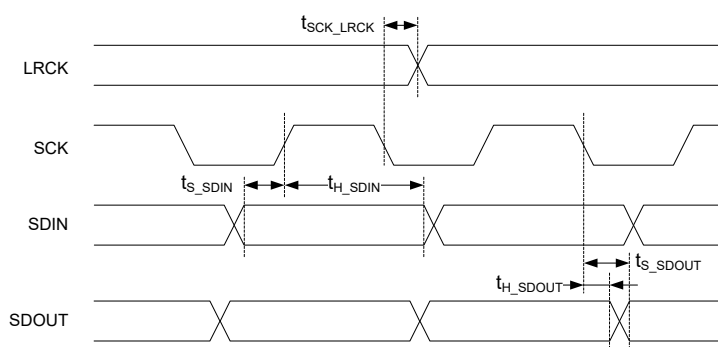 tSCK_LRCK
LRCK
SCK
tS_SDIN tH_SDIN
SDIN
tS_SDOUT
tH_SDOUT
SDOUT